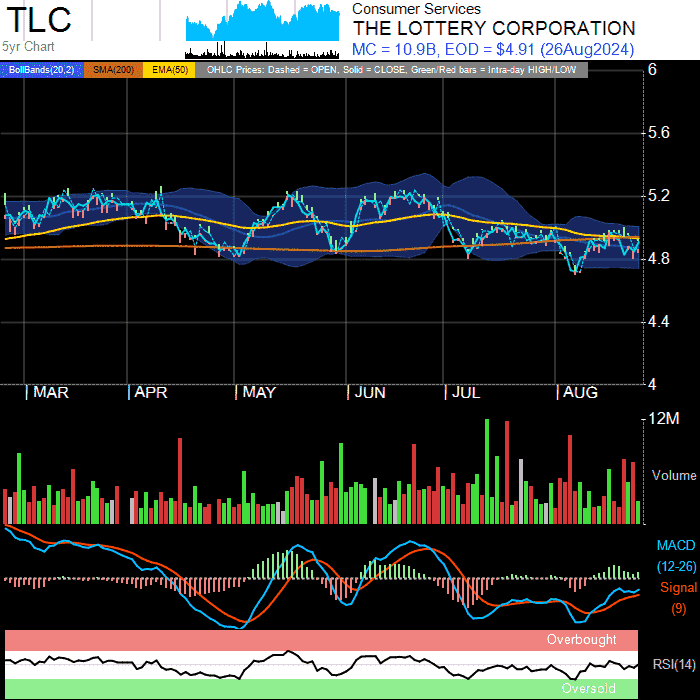 TLC
5yr Chart
Consumer Services
THE LOTTERY CORPORATION
MC = 10.9B, EOD = $4.91 (26Aug2024)
BollBands(20,2) SMA(200) EMA(50) OHLC Prices: Dashed = OPEN, Solid = CLOSE, Green/Red bars = Intra-day HIGH/LOW
6
5.6
5.2
4.8
4.4
4
MAR APR MAY JUN JUL AUG
12M
Volume
MACD
(12-26)
Signal
(9)
Overbought
RSI(14)
Oversold